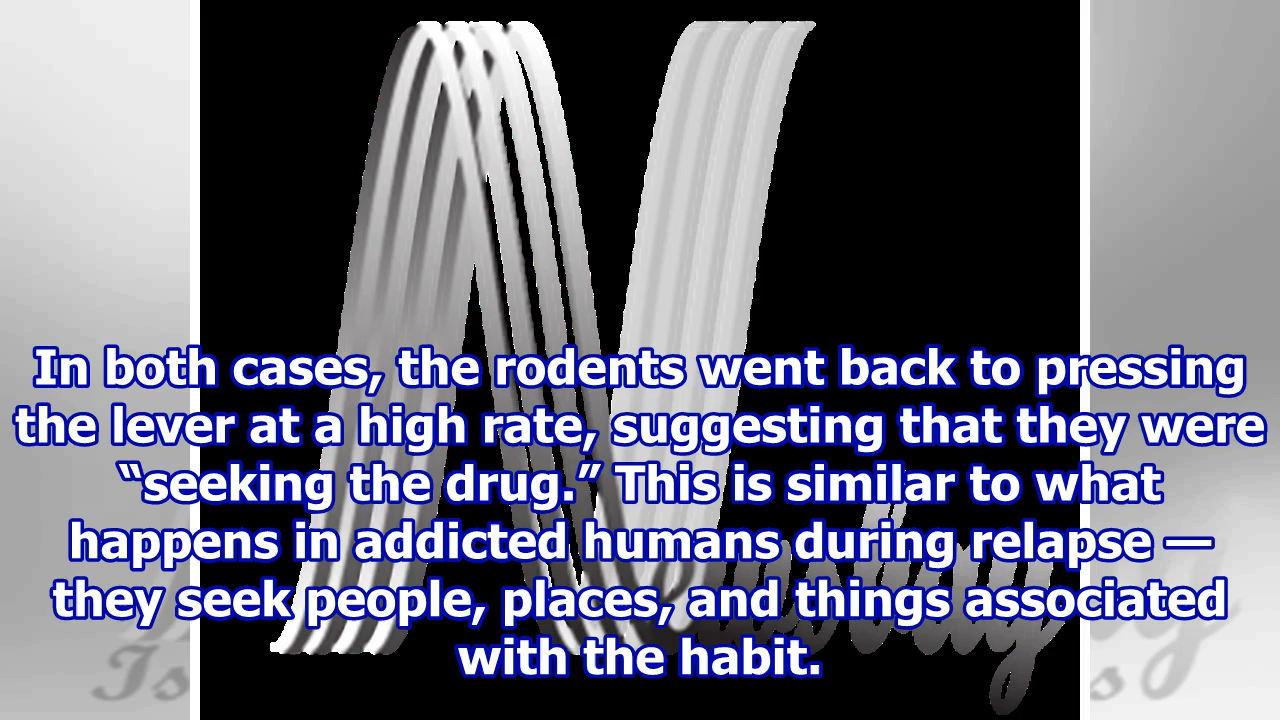 In both cases, the rodents went back to pressing
the lever at a high rate, suggesting that they were
“seeking the drug.” This is similar to what
happens in addicted humans during relapse —
they seek people, places, and things associated
with the habit.
Is